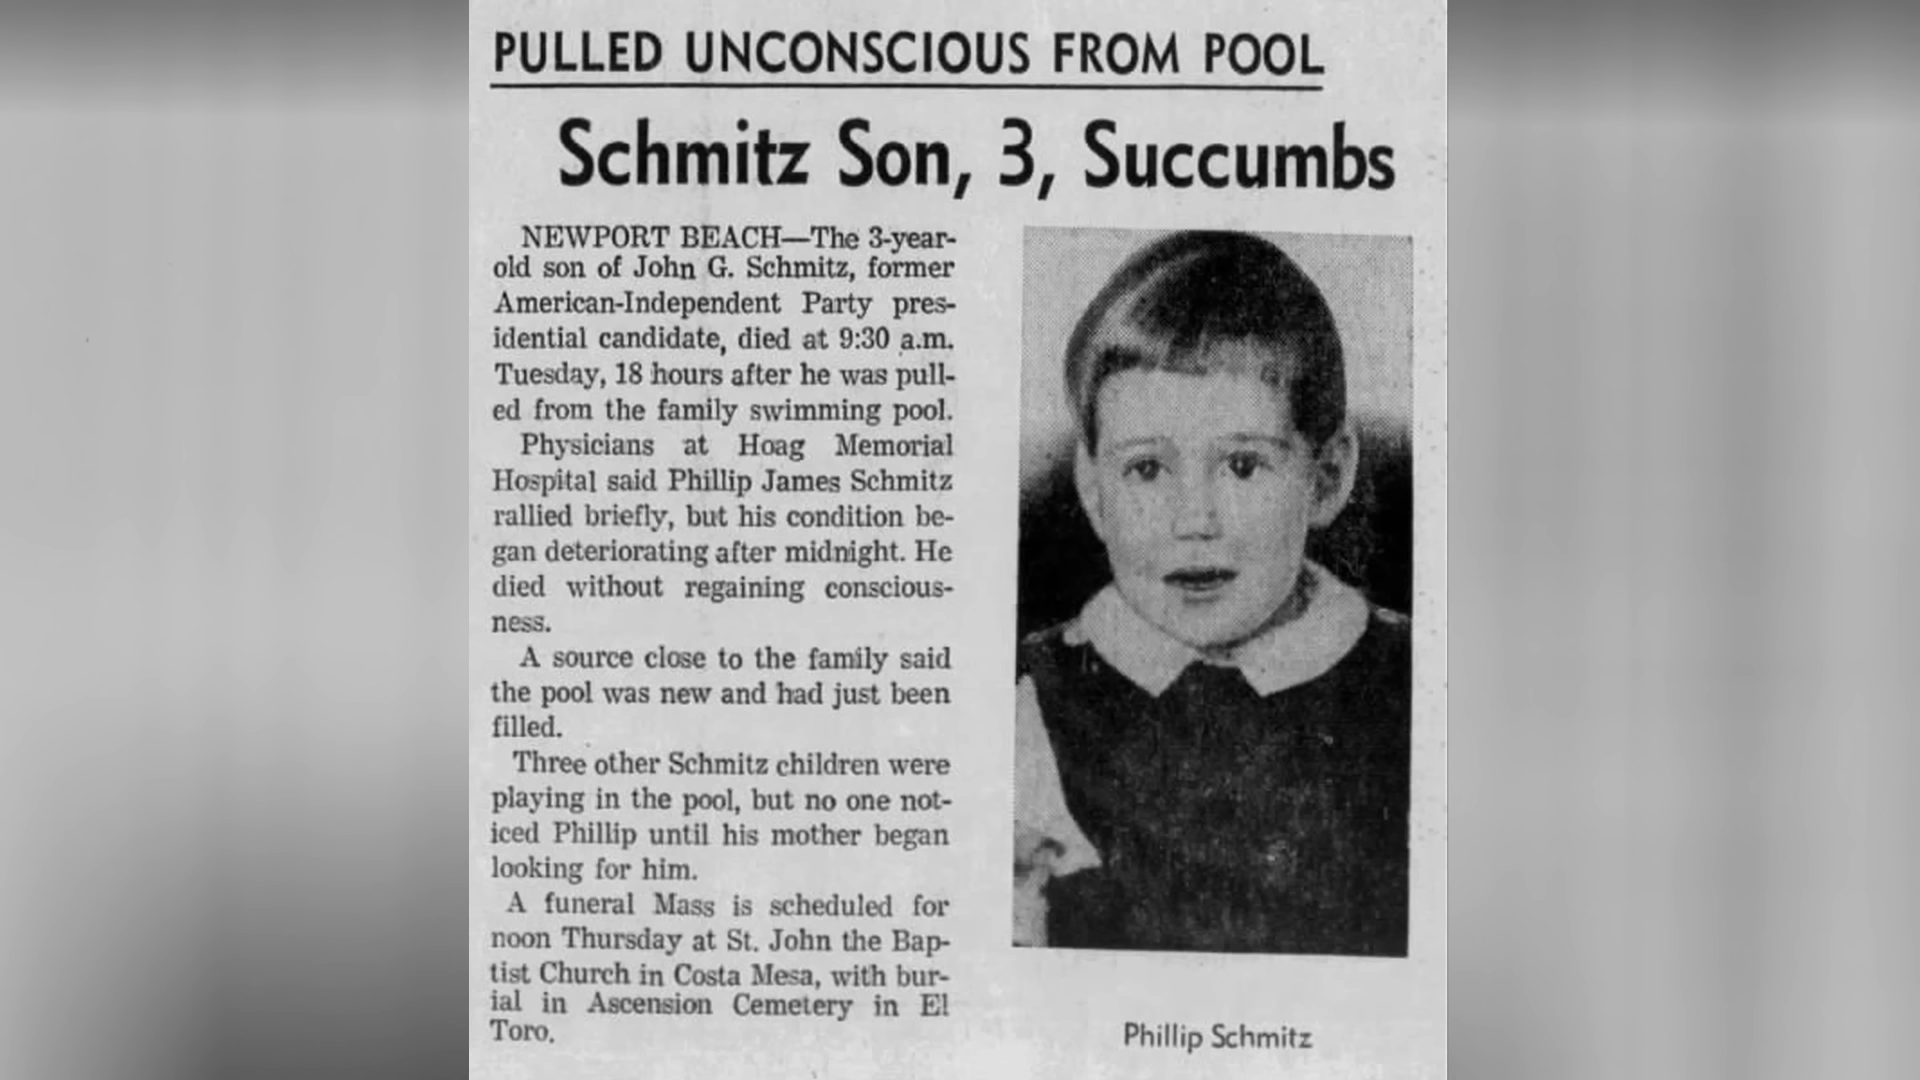 PULLED UNCONSCIOUS FROM POOL
Schmitz Son, 3, Succumbs
NEWPORT BEACH—The 3-year-
old son of John G. Schmitz, former
American-Independent Party pres-
idential candidate, died at 9:30 a.m.
Tuesday, 18 hours after he was pull-
ed from the family swimming pool.
Physicians at Hoag Memorial
Hospital said Phillip James Schmitz
rallied briefly, but his condition be-
gan deteriorating after midnight. He
died without regaining conscious-
ness.
A source close to the family said
the pool was new and had just been
filled.
Three other Schmitz children were
playing in the pool, but no one not-
iced Phillip until his mother began
looking for him.
A funeral Mass is scheduled for
noon Thursday at St. John the Bap-
tist Church in Costa Mesa, with bur-
ial in Ascension Cemetery in El
Toro.
Phillip Schmitz